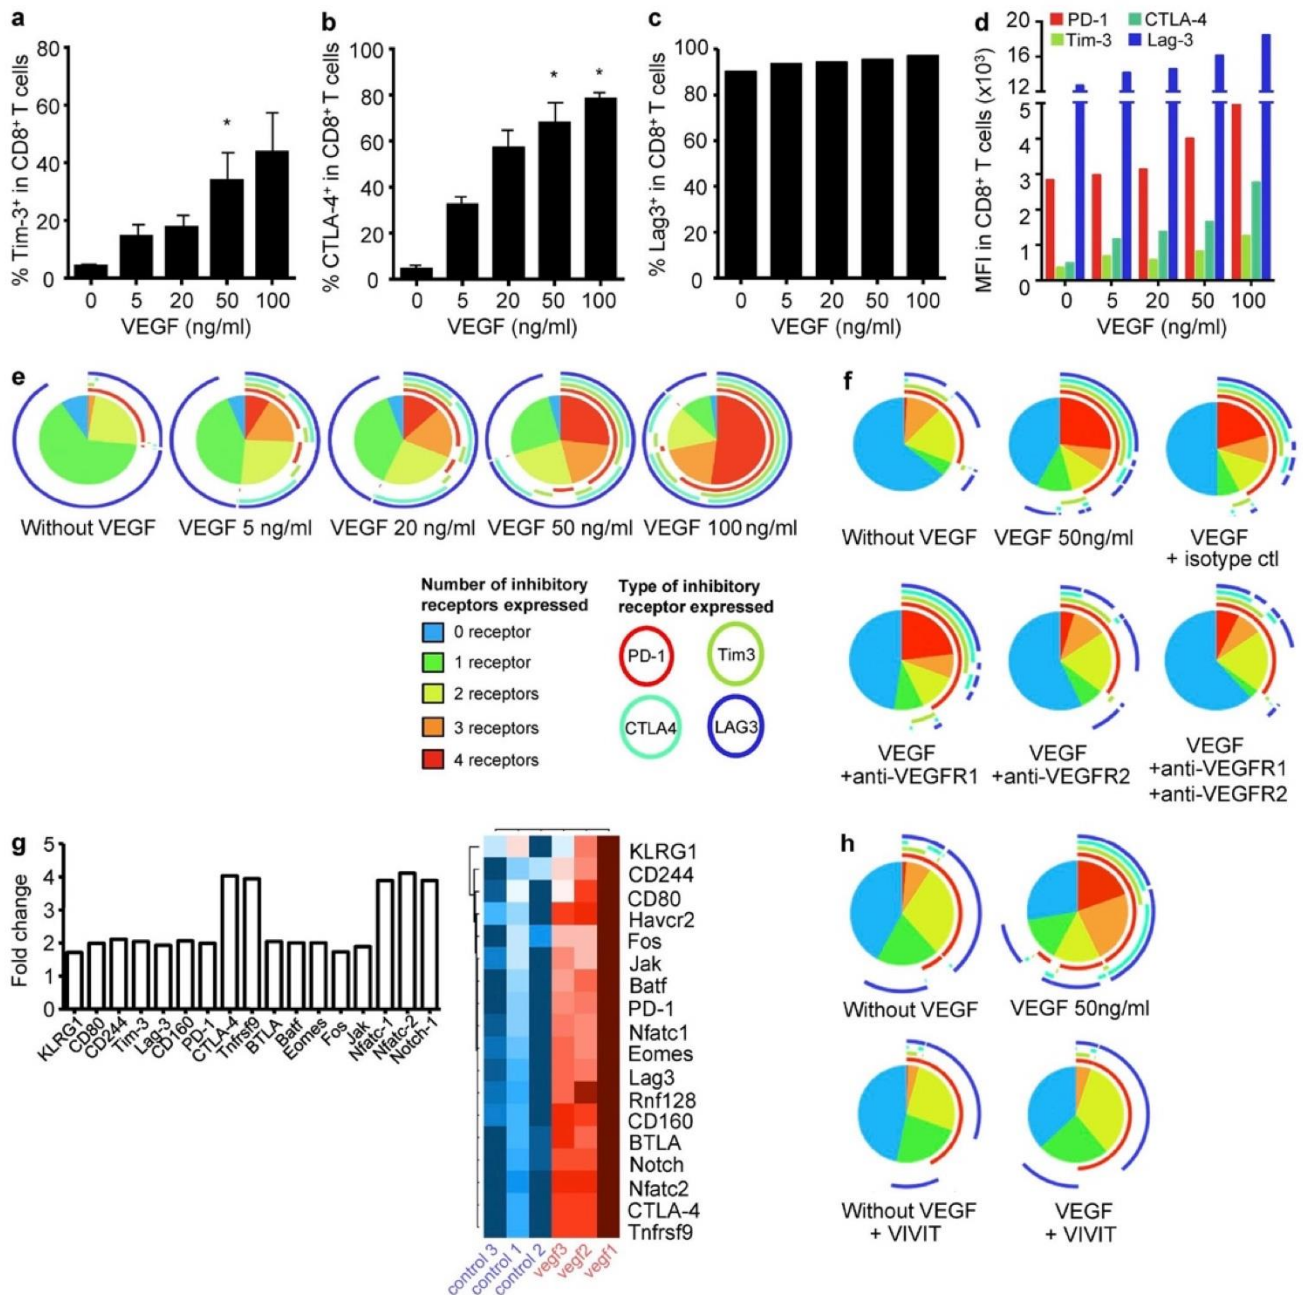 a
% Tim-3⁺ in CD8⁺ T cells
80
60
40
20
0
0 5 20 50 100
VEGF (ng/ml)
*
b
% CTLA-4⁺ in CD8⁺ T cells
100
80
60
40
20
0
0 5 20 50 100
VEGF (ng/ml)
* *
c
% Lag3⁺ in CD8⁺ T cells
100
80
60
40
20
0
0 5 20 50 100
VEGF (ng/ml)
d
MFI in CD8⁺ T cells (x10³)
20
16
12
5
4
3
2
1
0
PD-1 CTLA-4
Tim-3 Lag-3
0 5 20 50 100
VEGF (ng/ml)
e
Without VEGF VEGF 5 ng/ml VEGF 20 ng/ml VEGF 50 ng/ml VEGF 100 ng/ml
Number of inhibitory
receptors expressed
0 receptor
1 receptor
2 receptors
3 receptors
4 receptors
Type of inhibitory
receptor expressed
PD-1 Tim3
CTLA4 LAG3
f
Without VEGF VEGF 50ng/ml VEGF
+ isotype ctl
VEGF
+anti-VEGFR1
VEGF
+anti-VEGFR2
VEGF
+anti-VEGFR1
+anti-VEGFR2
g
Fold change
5
4
3
2
1
0
KLRG1
CD80
CD244
Tim-3
Lag-3
CD160
PD-1
CTLA-4
Tnfrsf9
BTLA
Batf
Eomes
Fos
Jak
Nfatc-1
Nfatc-2
Notch-1
KLRG1
CD244
CD80
Havcr2
Fos
Jak
Batf
PD-1
Nfatc1
Eomes
Lag3
Rnf128
CD160
BTLA
Notch
Nfatc2
CTLA-4
Tnfrsf9
control 3
control 1
control 2
vegf3
vegf2
vegf1
h
Without VEGF VEGF 50ng/ml
Without VEGF
+ VIVIT
VEGF
+ VIVIT